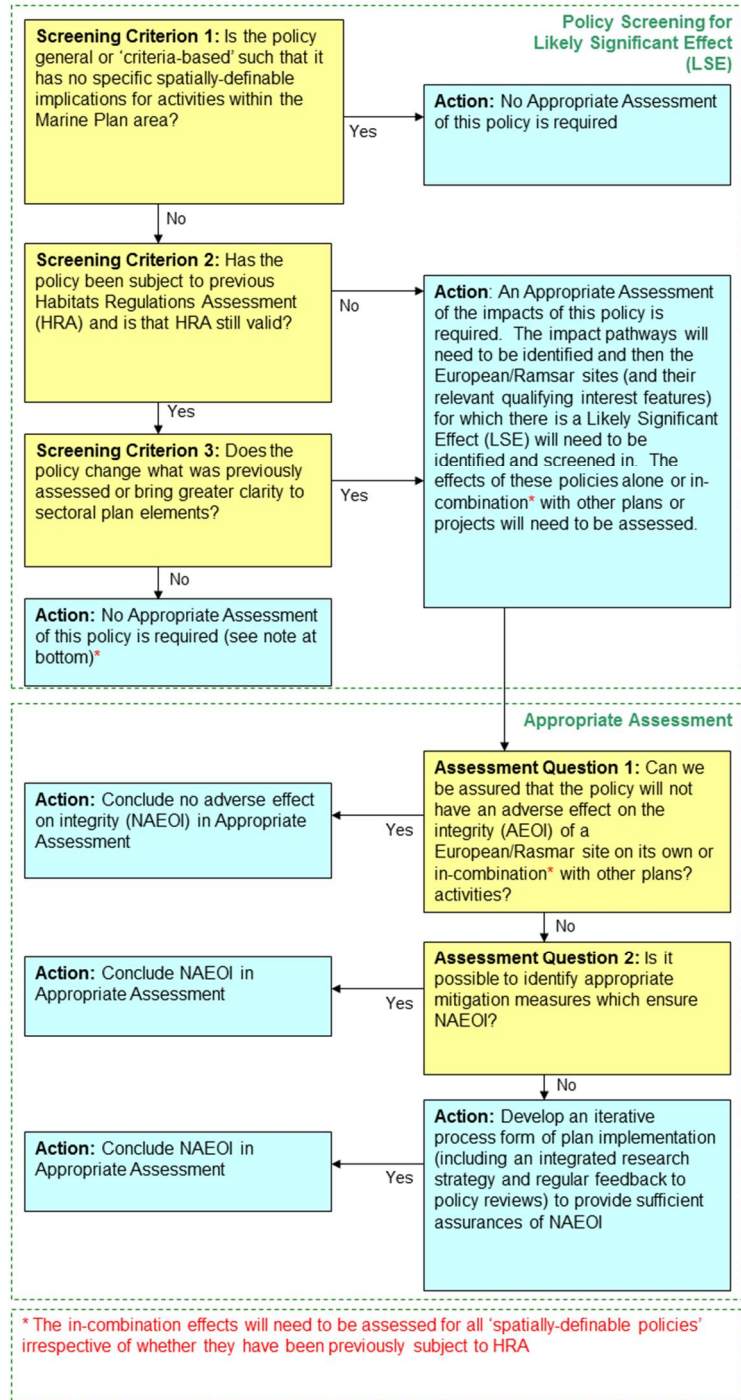 Policy Screening for
Likely Significant Effect
(LSE)
Screening Criterion 1: Is the policy
general or ‘criteria-based’ such that it
has no specific spatially-definable
implications for activities within the
Marine Plan area?
Yes
Action: No Appropriate Assessment
of this policy is required
No
Screening Criterion 2: Has the
policy been subject to previous
Habitats Regulations Assessment
(HRA) and is that HRA still valid?
No
Action: An Appropriate Assessment
of the impacts of this policy is
required. The impact pathways will
need to be identified and then the
European/Ramsar sites (and their
relevant qualifying interest features)
for which there is a Likely Significant
Effect (LSE) will need to be
identified and screened in. The
effects of these policies alone or in-
combination* with other plans or
projects will need to be assessed.
Yes
Screening Criterion 3: Does the
policy change what was previously
assessed or bring greater clarity to
sectoral plan elements?
Yes
No
Action: No Appropriate Assessment
of this policy is required (see note at
bottom)*
Appropriate Assessment
Assessment Question 1: Can we
be assured that the policy will not
have an adverse effect on the
integrity (AEOI) of a
European/Rasmar site on its own or
in-combination* with other plans?
activities?
Yes
Action: Conclude no adverse effect
on integrity (NAEOI) in Appropriate
Assessment
No
Assessment Question 2: Is it
possible to identify appropriate
mitigation measures which ensure
NAEOI?
Yes
Action: Conclude NAEOI in
Appropriate Assessment
No
Action: Develop an iterative
process form of plan implementation
(including an integrated research
strategy and regular feedback to
policy reviews) to provide sufficient
assurances of NAEOI
Yes
Action: Conclude NAEOI in
Appropriate Assessment
* The in-combination effects will need to be assessed for all ‘spatially-definable policies’
irrespective of whether they have been previously subject to HRA